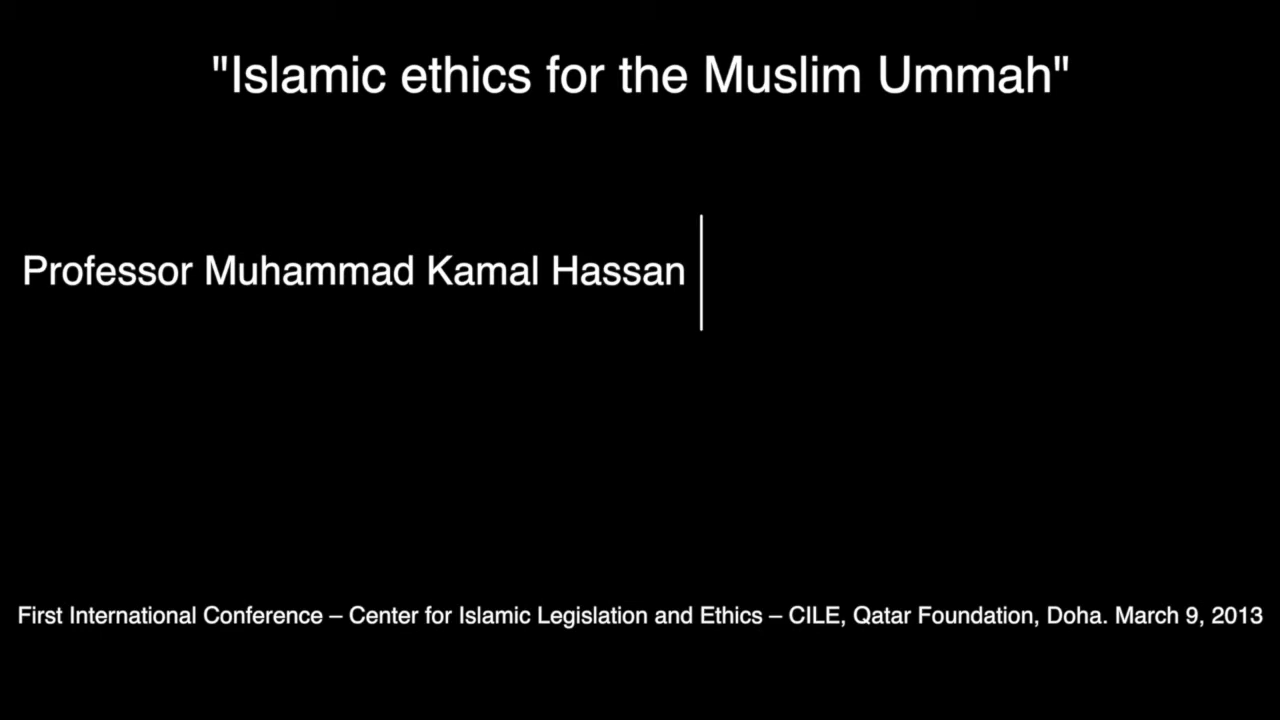 "Islamic ethics for the Muslim Ummah"
Professor Muhammad Kamal Hassan
First International Conference – Center for Islamic Legislation and Ethics – CILE, Qatar Foundation, Doha. March 9, 2013